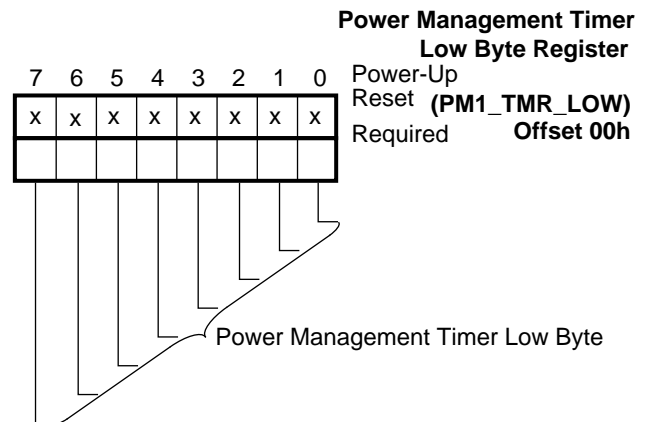 Power Management Timer
Low Byte Register
(PM1_TMR_LOW)
Offset 00h
7 6 5 4 3 2 1 0
Power-Up
Reset
x x x x x x x x
Required
Power Management Timer Low Byte